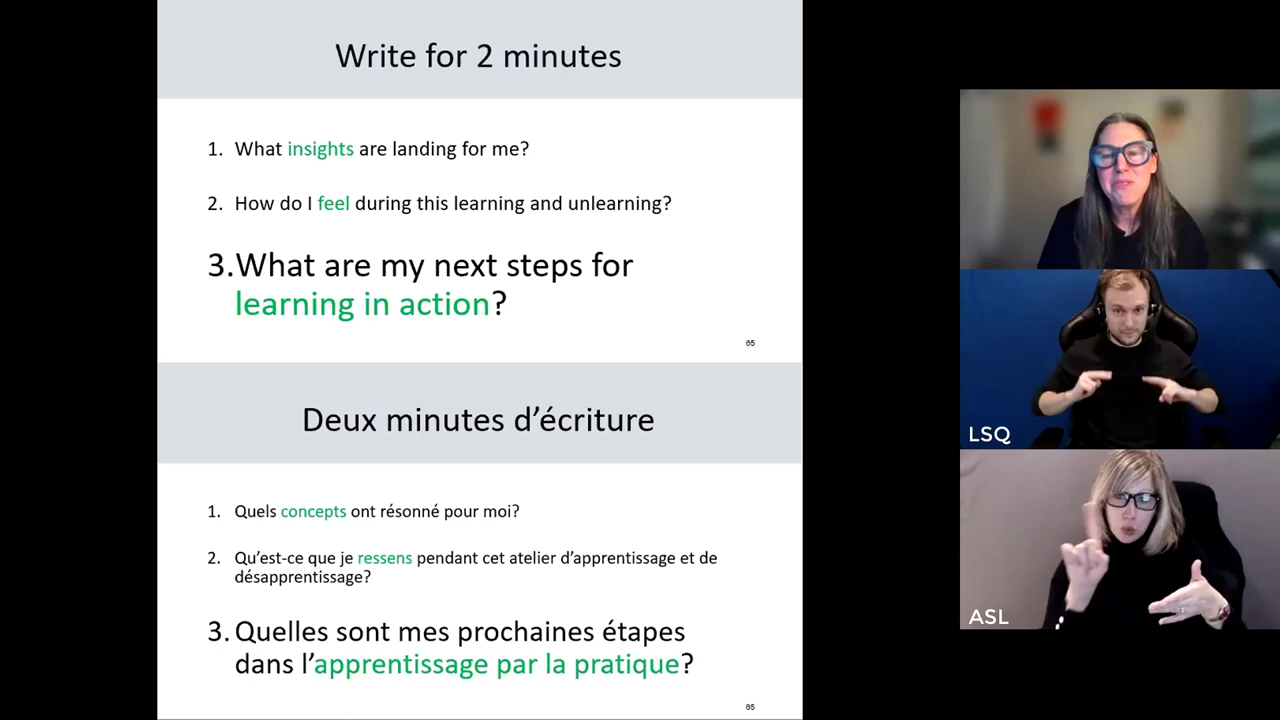 Write for 2 minutes
1. What insights are landing for me?
2. How do I feel during this learning and unlearning?
3.What are my next steps for
learning in action?
65
Deux minutes d’écriture
1. Quels concepts ont résonné pour moi?
2. Qu’est-ce que je ressens pendant cet atelier d’apprentissage et de
désapprentissage?
3. Quelles sont mes prochaines étapes
dans l’apprentissage par la pratique?
65
LSQ
ASL